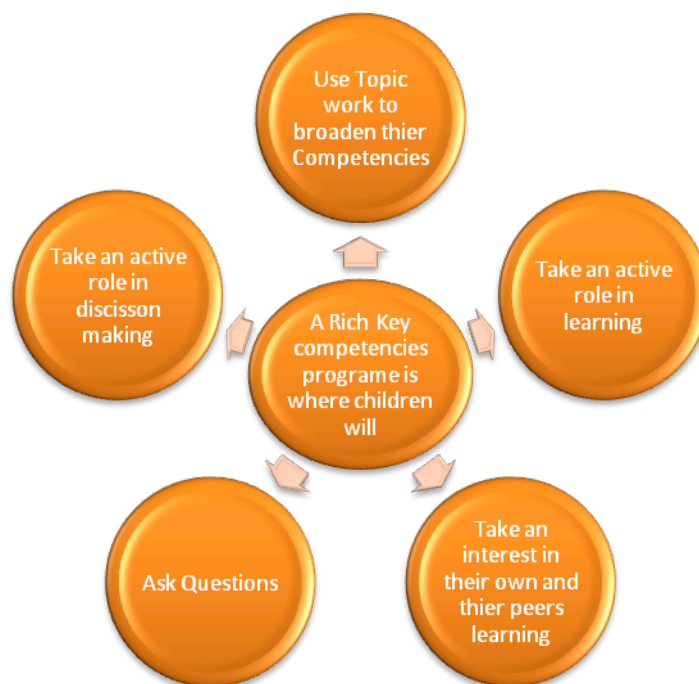 Use Topic
work to
broaden thier
Competencies
Take an active
role in
discisson
making
Take an active
role in
learning
A Rich Key
competencies
programe is
where children
will
Ask Questions
Take an
interest in
their own and
thier peers
learning